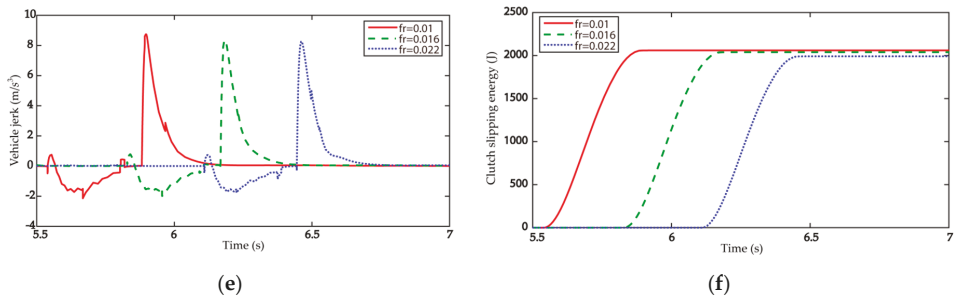 10
8
6
4
2
0
-2
-4
5.5
6
6.5
7
Vehicle jerk (m/s³)
Time (s)
fr=0.01
fr=0.016
fr=0.022
(e)
2500
2000
1500
1000
500
0
5.5
6
6.5
7
Clutch slipping energy (J)
Time (s)
fr=0.01
fr=0.016
fr=0.022
(f)